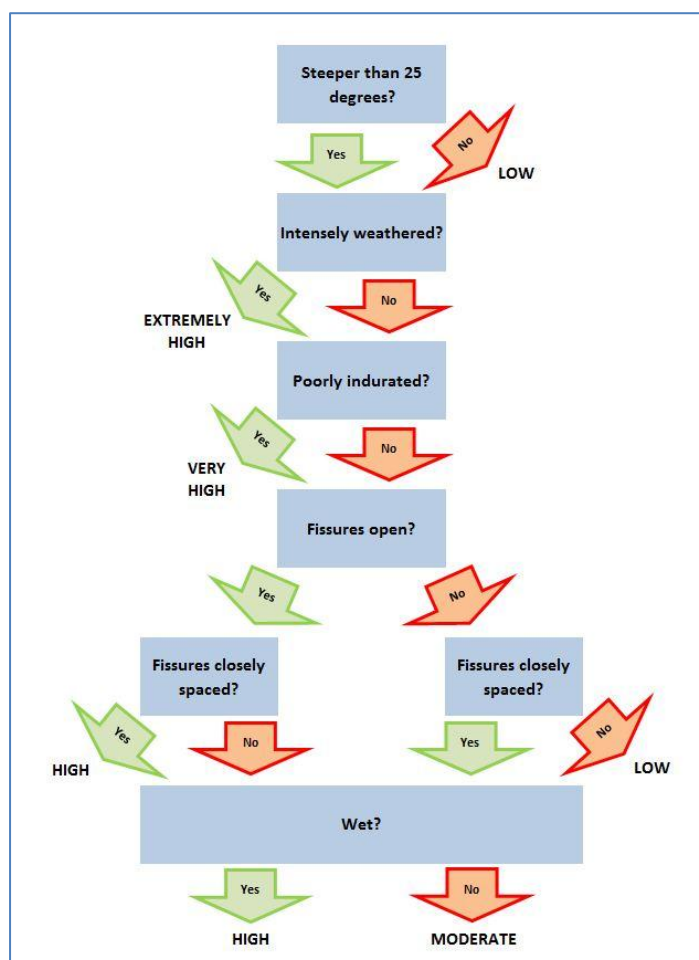 Steeper than 25
degrees?
Yes
No
LOW
Intensely weathered?
Yes
No
EXTREMELY
HIGH
Poorly indurated?
Yes
No
VERY
HIGH
Fissures open?
Yes
No
Fissures closely
spaced?
Fissures closely
spaced?
Yes
No
Yes
No
HIGH
LOW
Wet?
Yes
No
HIGH
MODERATE